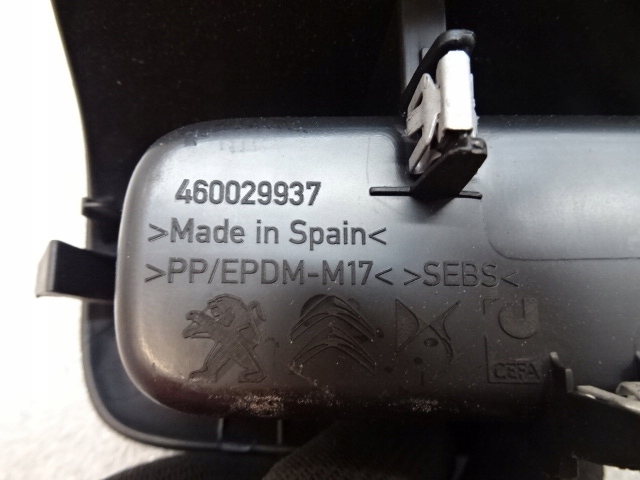 460029937
>Made in Spain<
>PP/EPDM-M17< >SEBS<
CEFA